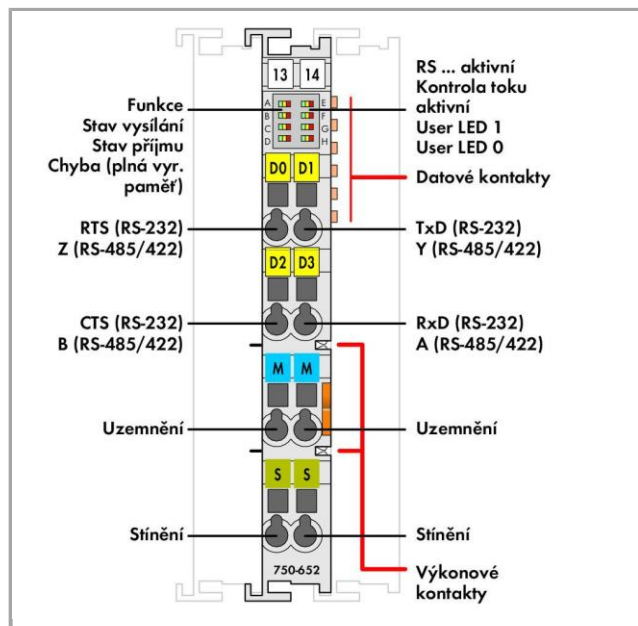 13 14
A E
B F
C G
D H
Funkce
Stav vysílání
Stav příjmu
Chyba (plná vyr.
paměť)
RS ... aktivní
Kontrola toku
aktivní
User LED 1
User LED 0
Datové kontakty
D0 D1
RTS (RS-232)
Z (RS-485/422)
TxD (RS-232)
Y (RS-485/422)
D2 D3
CTS (RS-232)
B (RS-485/422)
RxD (RS-232)
A (RS-485/422)
M M
Uzemnění
Uzemnění
S S
Stínění
Stínění
750-652
Výkonové
kontakty